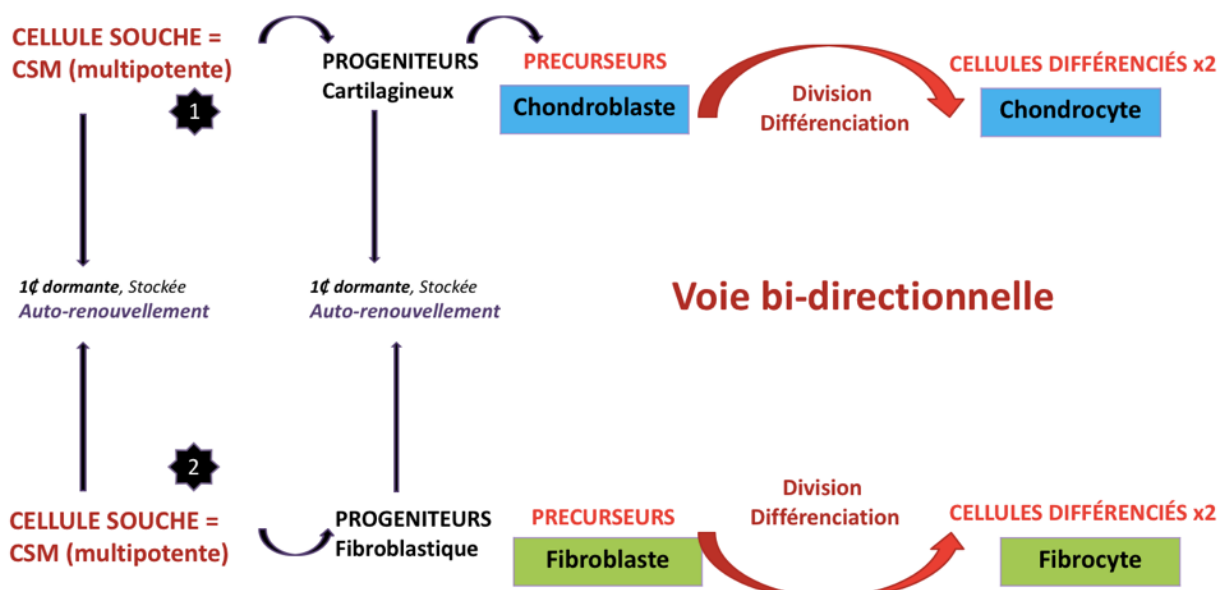 CELLULE SOUCHE =
CSM (multipotente)
1
PROGENITEURS
Cartilagineux
PRECURSEURS
Chondroblaste
Division
Différenciation
CELLULES DIFFÉRENCIÉS x2
Chondrocyte
1₵ dormante, Stockée
Auto-renouvellement
1₵ dormante, Stockée
Auto-renouvellement
Voie bi-directionnelle
2
CELLULE SOUCHE =
CSM (multipotente)
PROGENITEURS
Fibroblastique
PRECURSEURS
Fibroblaste
Division
Différenciation
CELLULES DIFFÉRENCIÉS x2
Fibrocyte